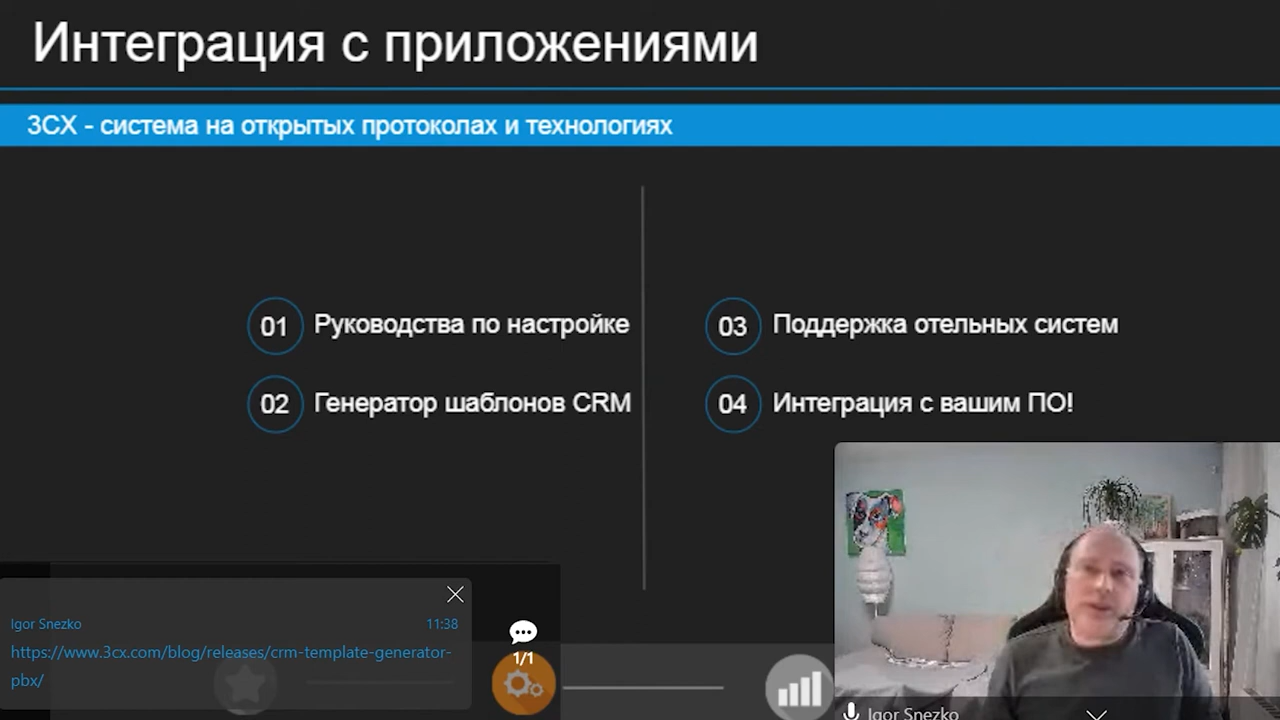 Интеграция с приложениями
3CX - система на открытых протоколах и технологиях
01 Руководства по настройке
02 Генератор шаблонов CRM
03 Поддержка отельных систем
04 Интеграция с вашим ПО!
Igor Snezko 11:38
https://www.3cx.com/blog/releases/crm-template-generator-
pbx/
1/1
Igor Snezko